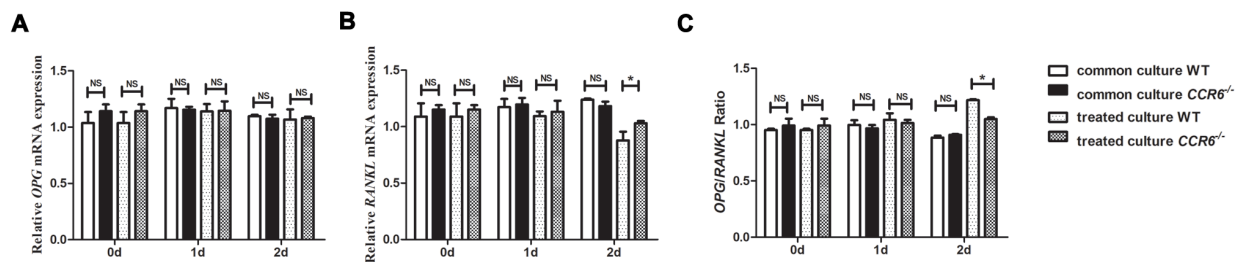 A
Relative OPG mRNA expression
1.5
1.0
0.5
0.0
NS
NS
NS
NS
NS
NS
0d
1d
2d
B
Relative RANKL mRNA expression
1.5
1.0
0.5
0.0
NS
NS
NS
NS
NS
*
0d
1d
2d
C
OPG/RANKL Ratio
1.5
1.0
0.5
0.0
NS
NS
NS
NS
NS
*
0d
1d
2d
common culture WT
common culture CCR6-/-
treated culture WT
treated culture CCR6-/-